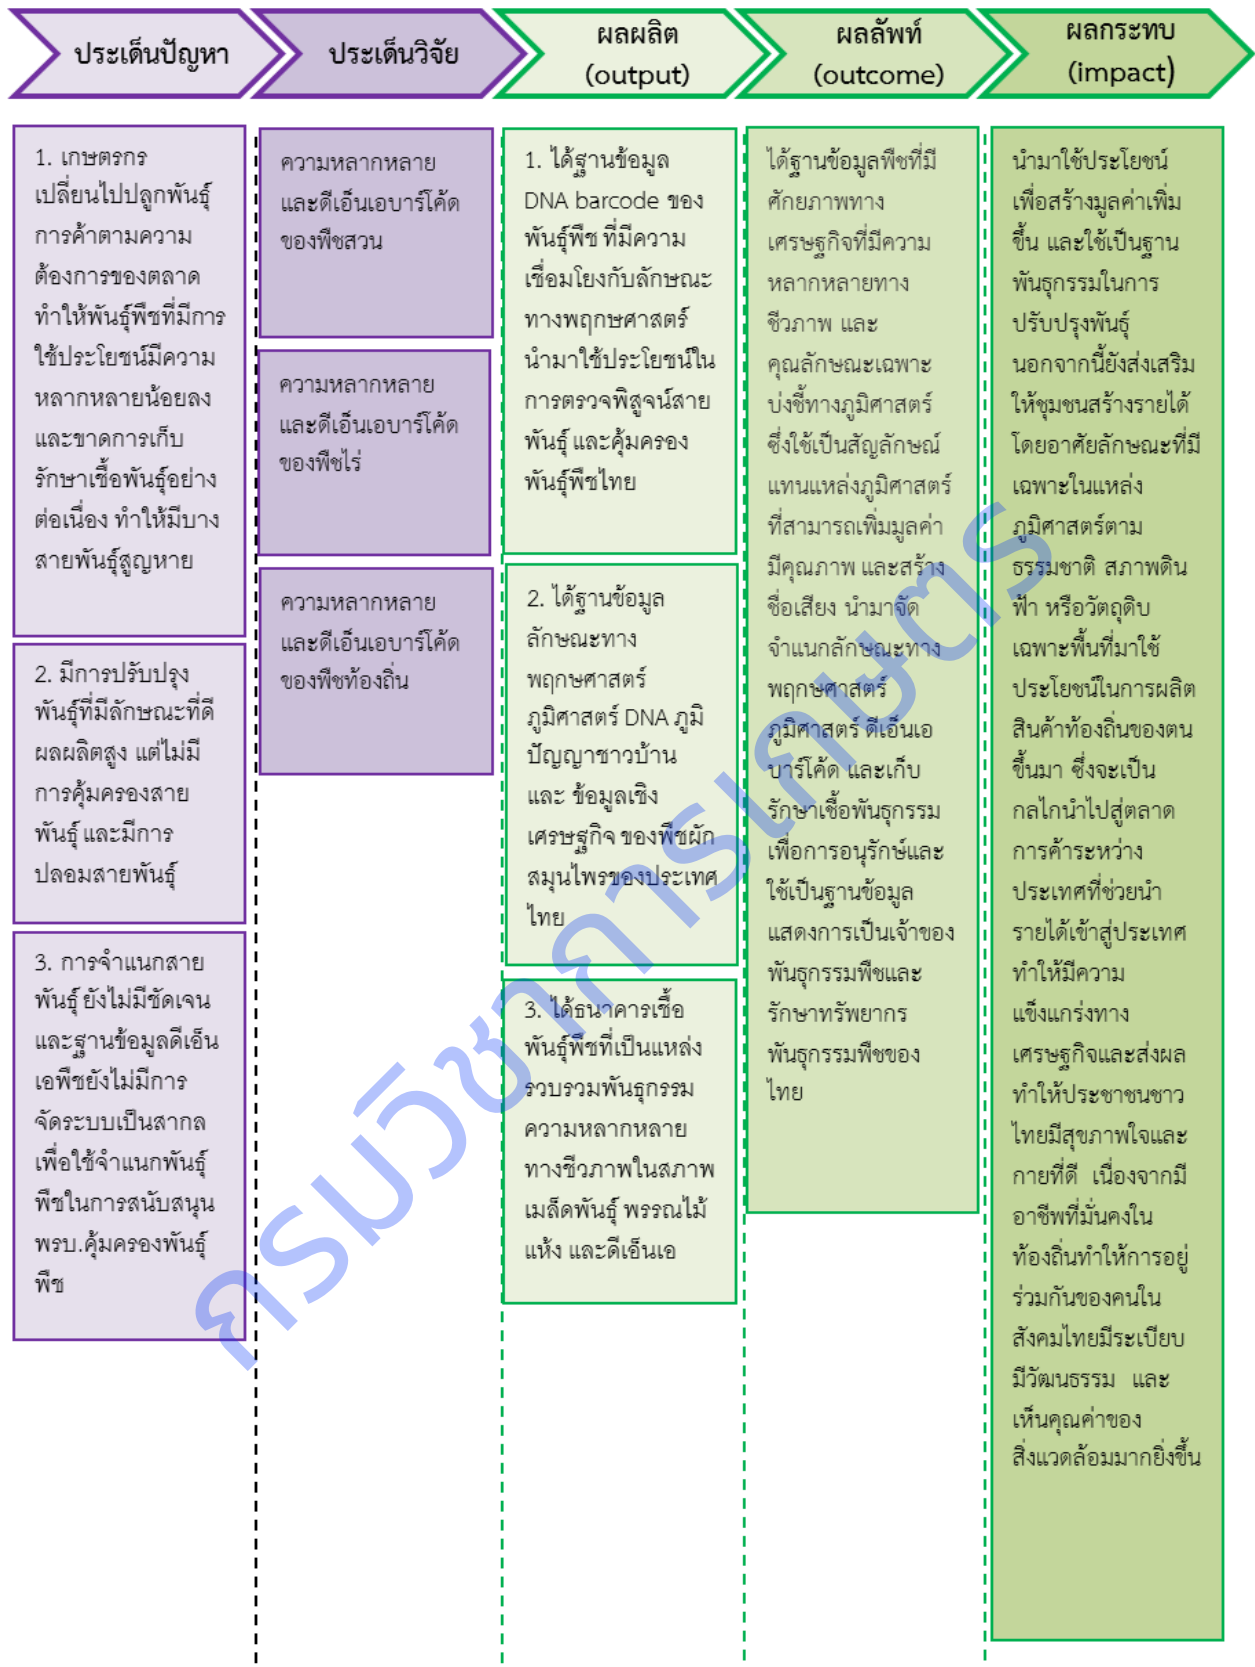 ประเด็นปัญหา
ประเด็นวิจัย
ผลผลิต
(output)
ผลลัพท์
(outcome)
ผลกระทบ
(impact)
1. เกษตรกร
เปลี่ยนไปปลูกพันธุ์
การค้าตามความ
ต้องการของตลาด
ทำให้พันธุ์พืชที่มีการ
ใช้ประโยชน์มีความ
หลากหลายน้อยลง
และขาดการเก็บ
รักษาเชื้อพันธุ์อย่าง
ต่อเนื่อง ทำให้มีบาง
สายพันธุ์สูญหาย
2. มีการปรับปรุง
พันธุ์ที่มีลักษณะที่ดี
ผลผลิตสูง แต่ไม่มี
การคุ้มครองสาย
พันธุ์ และมีการ
ปลอมสายพันธุ์
3. การจำแนกสาย
พันธุ์ ยังไม่มีชัดเจน
และฐานข้อมูลดีเอ็น
เอพืชยังไม่มีการ
จัดระบบเป็นสากล
เพื่อใช้จำแนกพันธุ์
พืชในการสนับสนุน
พรบ.คุ้มครองพันธุ์
พืช
ความหลากหลาย
และดีเอ็นเอบาร์โค้ด
ของพืชสวน
ความหลากหลาย
และดีเอ็นเอบาร์โค้ด
ของพืชไร่
ความหลากหลาย
และดีเอ็นเอบาร์โค้ด
ของพืชท้องถิ่น
1. ได้ฐานข้อมูล
DNA barcode ของ
พันธุ์พืช ที่มีความ
เชื่อมโยงกับลักษณะ
ทางพฤกษศาสตร์
นำมาใช้ประโยชน์ใน
การตรวจพิสูจน์สาย
พันธุ์ และคุ้มครอง
พันธุ์พืชไทย
2. ได้ฐานข้อมูล
ลักษณะทาง
พฤกษศาสตร์
ภูมิศาสตร์ DNA ภูมิ
ปัญญาชาวบ้าน
และ ข้อมูลเชิง
เศรษฐกิจ ของพืชผัก
สมุนไพรของประเทศ
ไทย
3. ได้ธนาคารเชื้อ
พันธุ์พืชที่เป็นแหล่ง
รวบรวมพันธุกรรม
ความหลากหลาย
ทางชีวภาพในสภาพ
เมล็ดพันธุ์ พรรณไม้
แห้ง และดีเอ็นเอ
ได้ฐานข้อมูลพืชที่มี
ศักยภาพทาง
เศรษฐกิจที่มีความ
หลากหลายทาง
ชีวภาพ และ
คุณลักษณะเฉพาะ
บ่งชี้ทางภูมิศาสตร์
ซึ่งใช้เป็นสัญลักษณ์
แทนแหล่งภูมิศาสตร์
ที่สามารถเพิ่มมูลค่า
มีคุณภาพ และสร้าง
ชื่อเสียง นำมาจัด
จำแนกลักษณะทาง
พฤกษศาสตร์
ภูมิศาสตร์ ดีเอ็นเอ
บาร์โค้ด และเก็บ
รักษาเชื้อพันธุกรรม
เพื่อการอนุรักษ์และ
ใช้เป็นฐานข้อมูล
แสดงการเป็นเจ้าของ
พันธุกรรมพืชและ
รักษาทรัพยากร
พันธุกรรมพืชของ
ไทย
นำมาใช้ประโยชน์
เพื่อสร้างมูลค่าเพิ่ม
ขึ้น และใช้เป็นฐาน
พันธุกรรมในการ
ปรับปรุงพันธุ์
นอกจากนี้ยังส่งเสริม
ให้ชุมชนสร้างรายได้
โดยอาศัยลักษณะที่มี
เฉพาะในแหล่ง
ภูมิศาสตร์ตาม
ธรรมชาติ สภาพดิน
ฟ้า หรือวัตถุดิบ
เฉพาะพื้นที่มาใช้
ประโยชน์ในการผลิต
สินค้าท้องถิ่นของตน
ขึ้นมา ซึ่งจะเป็น
กลไกนำไปสู่ตลาด
การค้าระหว่าง
ประเทศที่ช่วยนำ
รายได้เข้าสู่ประเทศ
ทำให้มีความ
แข็งแกร่งทาง
เศรษฐกิจและส่งผล
ทำให้ประชาชนชาว
ไทยมีสุขภาพใจและ
กายที่ดี เนื่องจากมี
อาชีพที่มั่นคงใน
ท้องถิ่นทำให้การอยู่
ร่วมกันของคนใน
สังคมไทยมีระเบียบ
มีวัฒนธรรม และ
เห็นคุณค่าของ
สิ่งแวดล้อมมากยิ่งขึ้น
กรมวิชาการเกษตร